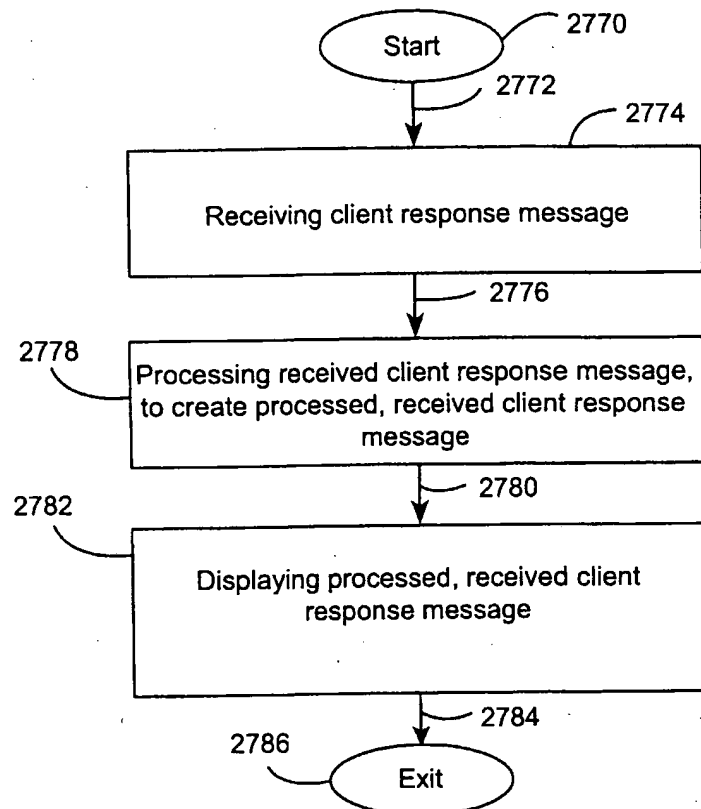 Start
2770
2772
2774
Receiving client response message
2776
2778
Processing received client response message,
to create processed, received client response
message
2780
2782
Displaying processed, received client
response message
2784
2786
Exit